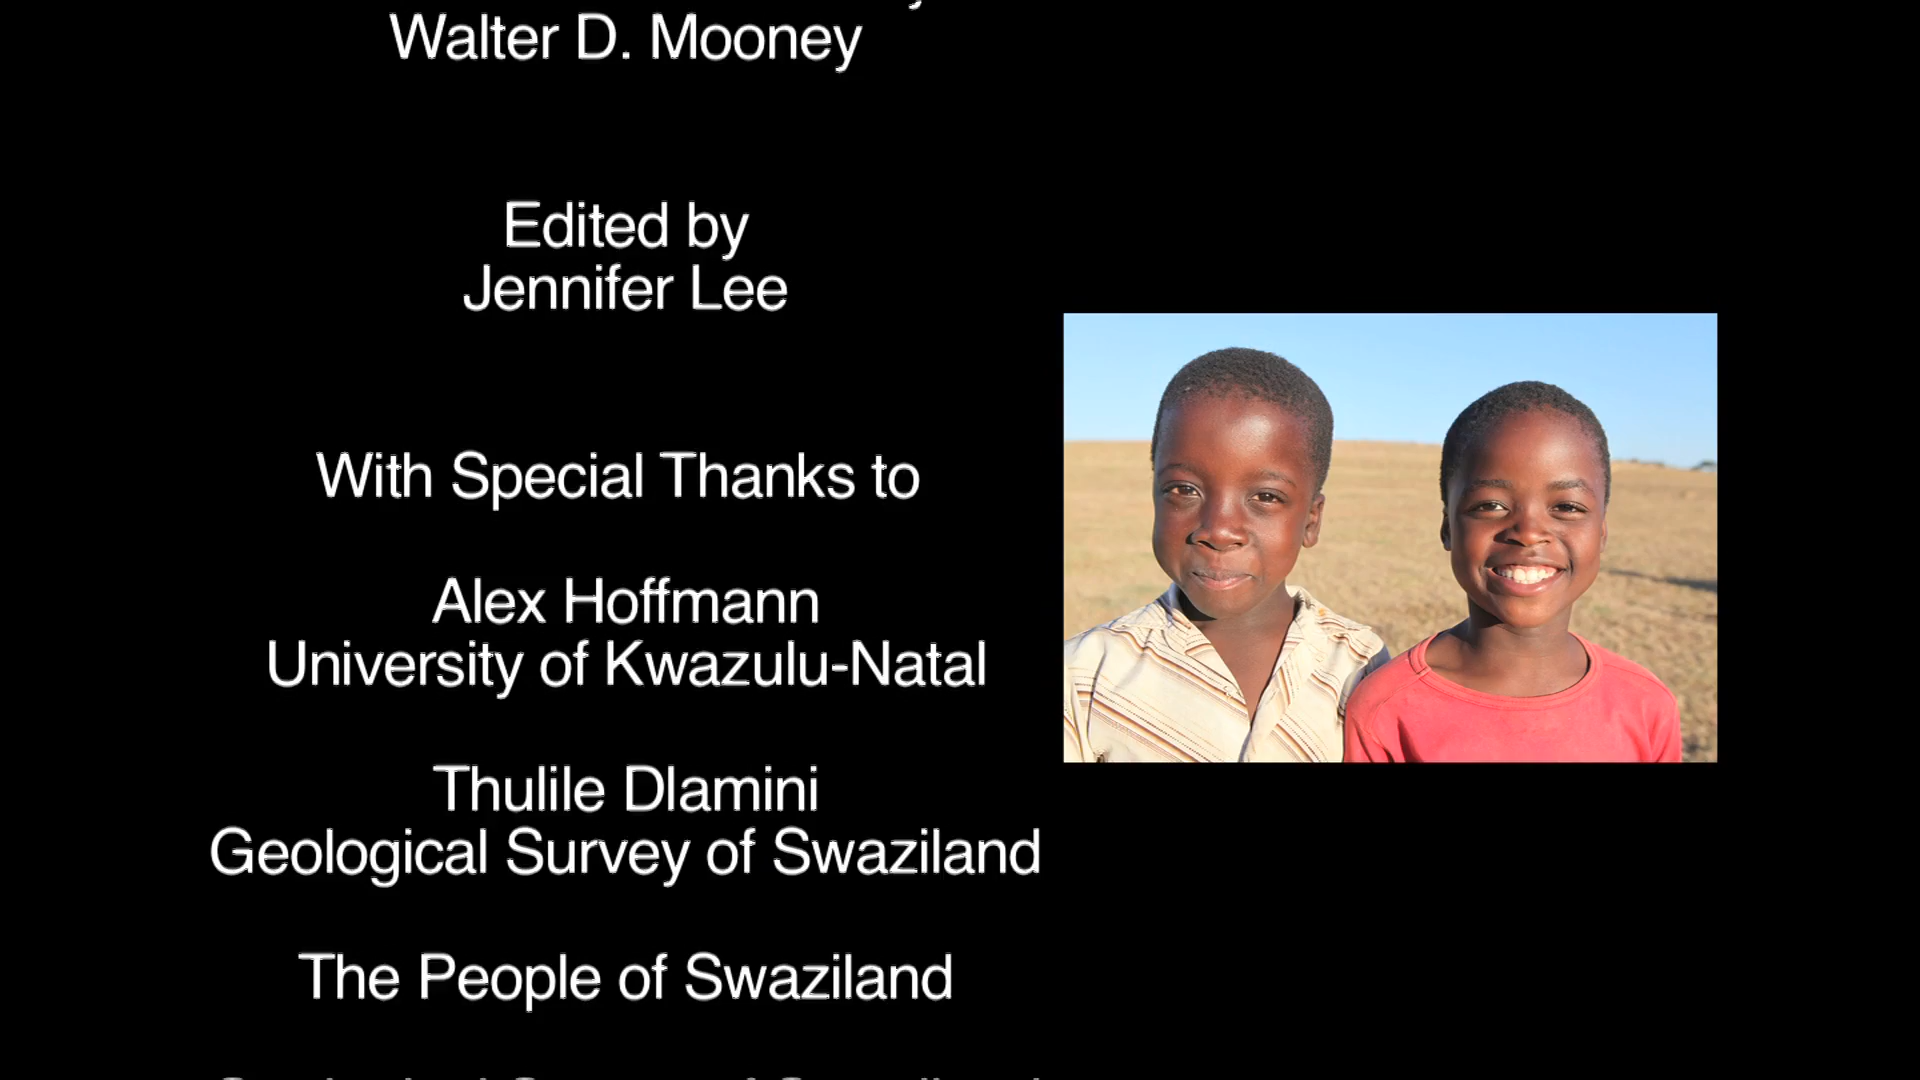 Walter D. Mooney
Edited by
Jennifer Lee
With Special Thanks to
Alex Hoffmann
University of Kwazulu-Natal
Thulile Dlamini
Geological Survey of Swaziland
The People of Swaziland